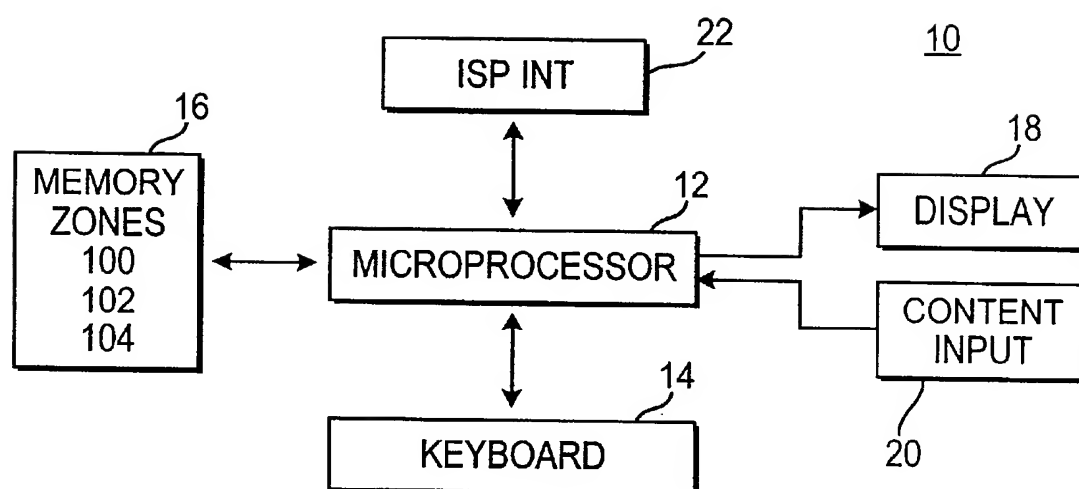 22
10
ISP INT
16
18
MEMORY
ZONES
100
102
104
12
DISPLAY
MICROPROCESSOR
CONTENT
INPUT
14
20
KEYBOARD